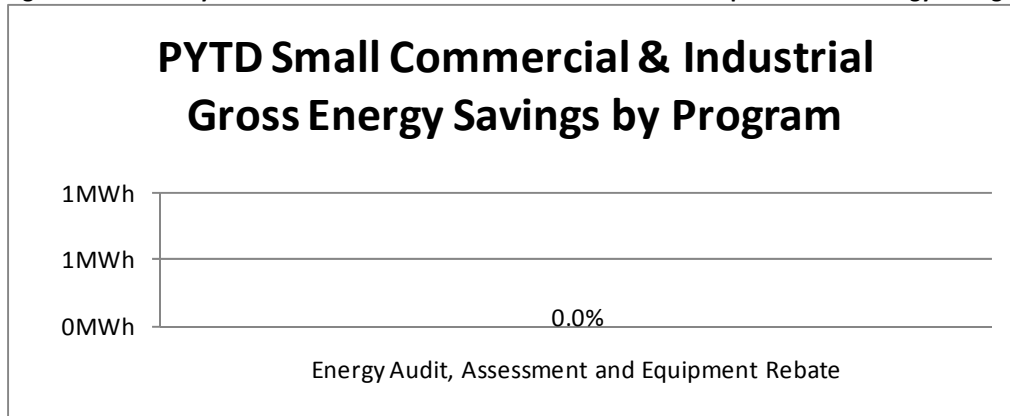 PYTD Small Commercial & Industrial
Gross Energy Savings by Program
1MWh
1MWh
0MWh
0.0%
Energy Audit, Assessment and Equipment Rebate